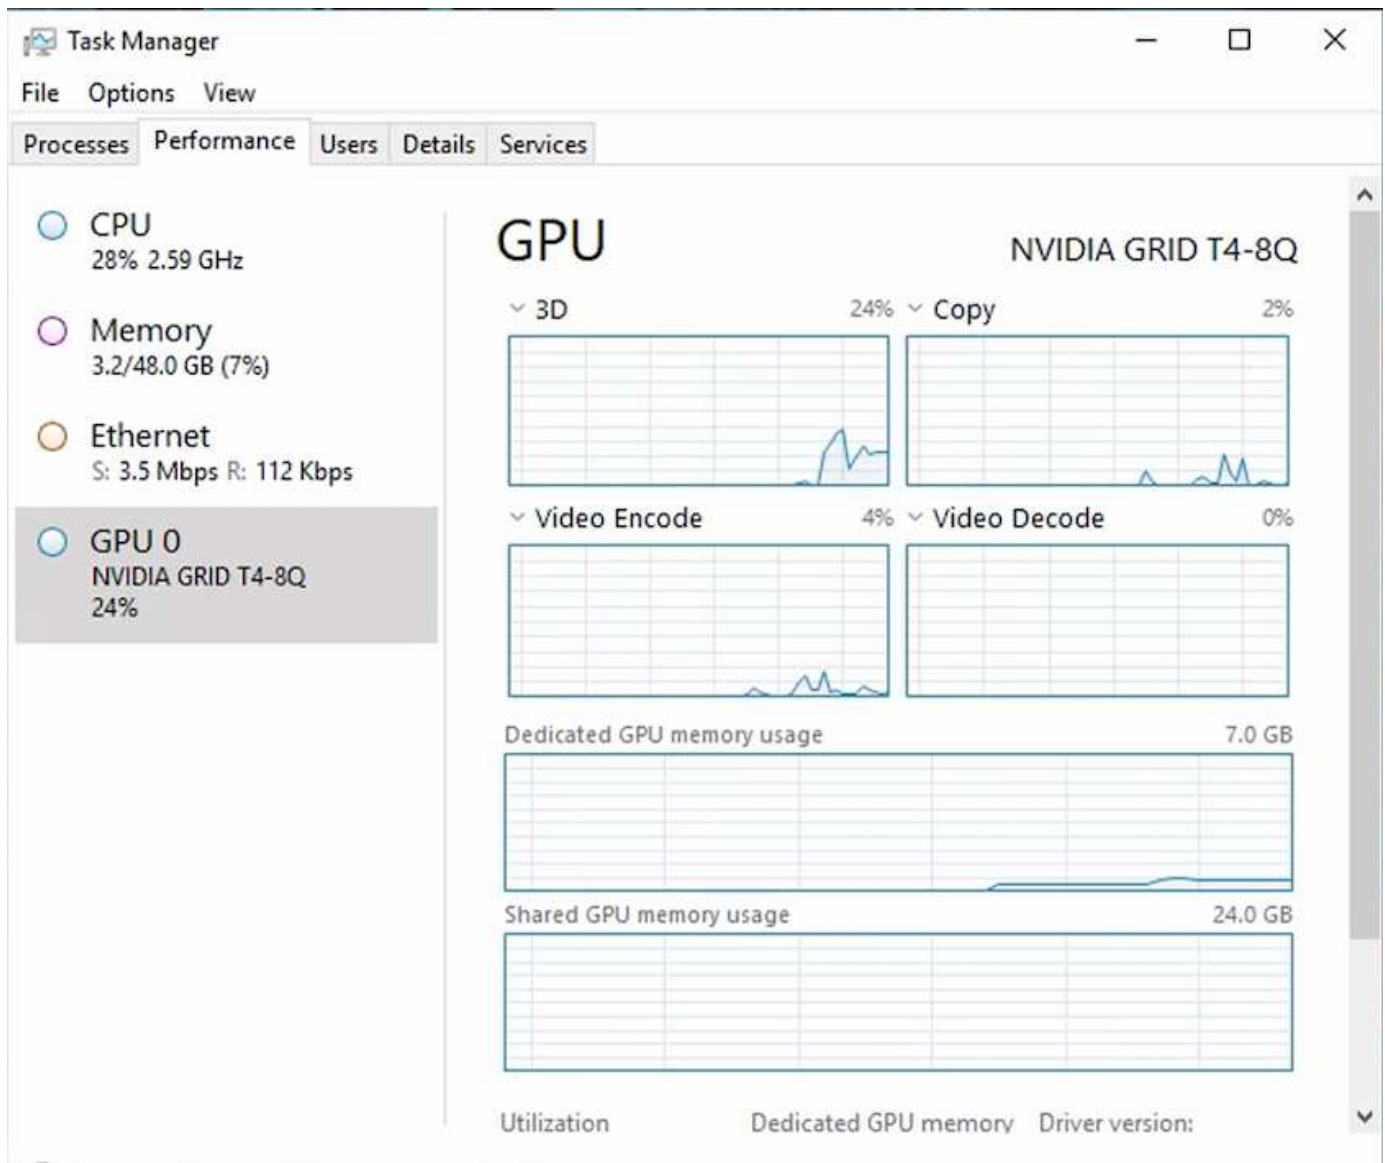 Task Manager
File Options View
Processes Performance Users Details Services
CPU
28% 2.59 GHz
Memory
3.2/48.0 GB (7%)
Ethernet
S: 3.5 Mbps R: 112 Kbps
GPU 0
NVIDIA GRID T4-8Q
24%
GPU NVIDIA GRID T4-8Q
3D 24% Copy 2%
Video Encode 4% Video Decode 0%
Dedicated GPU memory usage 7.0 GB
Shared GPU memory usage 24.0 GB
Utilization Dedicated GPU memory Driver version: